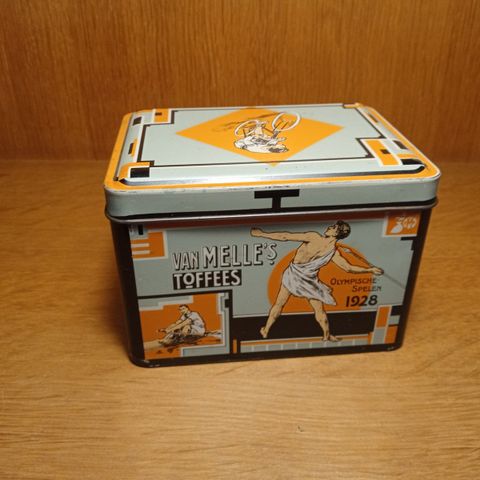 VAN MELLE'S
TOFFEES
OLYMPISCHE-
SPELEN
1928